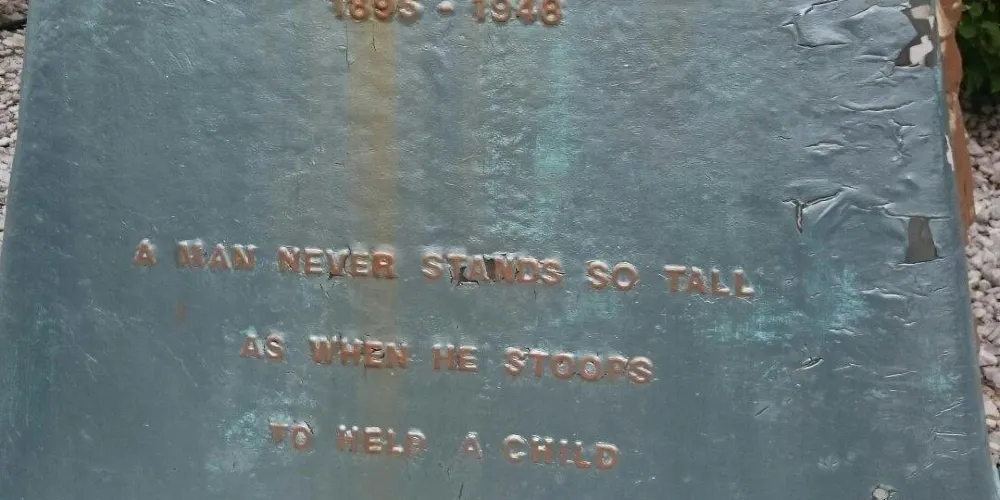 1895 - 1948
A MAN NEVER STANDS SO TALL
AS WHEN HE STOOPS
TO HELP A CHILD